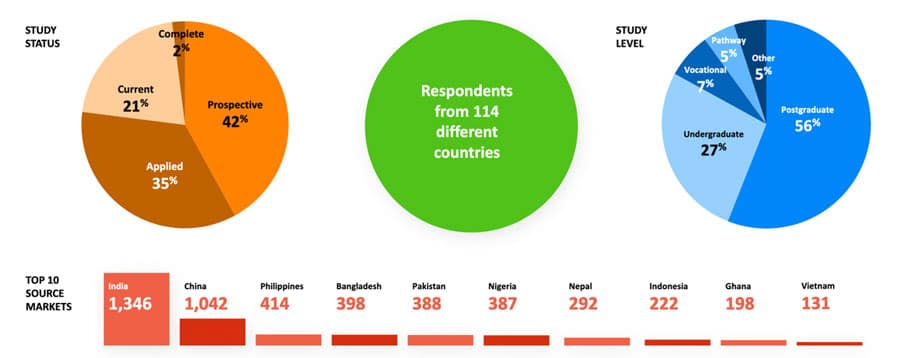 STUDY
STATUS
Complete
2%
Current
21%
Prospective
42%
Applied
35%
Respondents
from 114
different
countries
STUDY
LEVEL
Pathway
5%
Other
5%
Vocational
7%
Postgraduate
56%
Undergraduate
27%
TOP 10
SOURCE
MARKETS
India
1,346
China
1,042
Philippines
414
Bangladesh
398
Pakistan
388
Nigeria
387
Nepal
292
Indonesia
222
Ghana
198
Vietnam
131